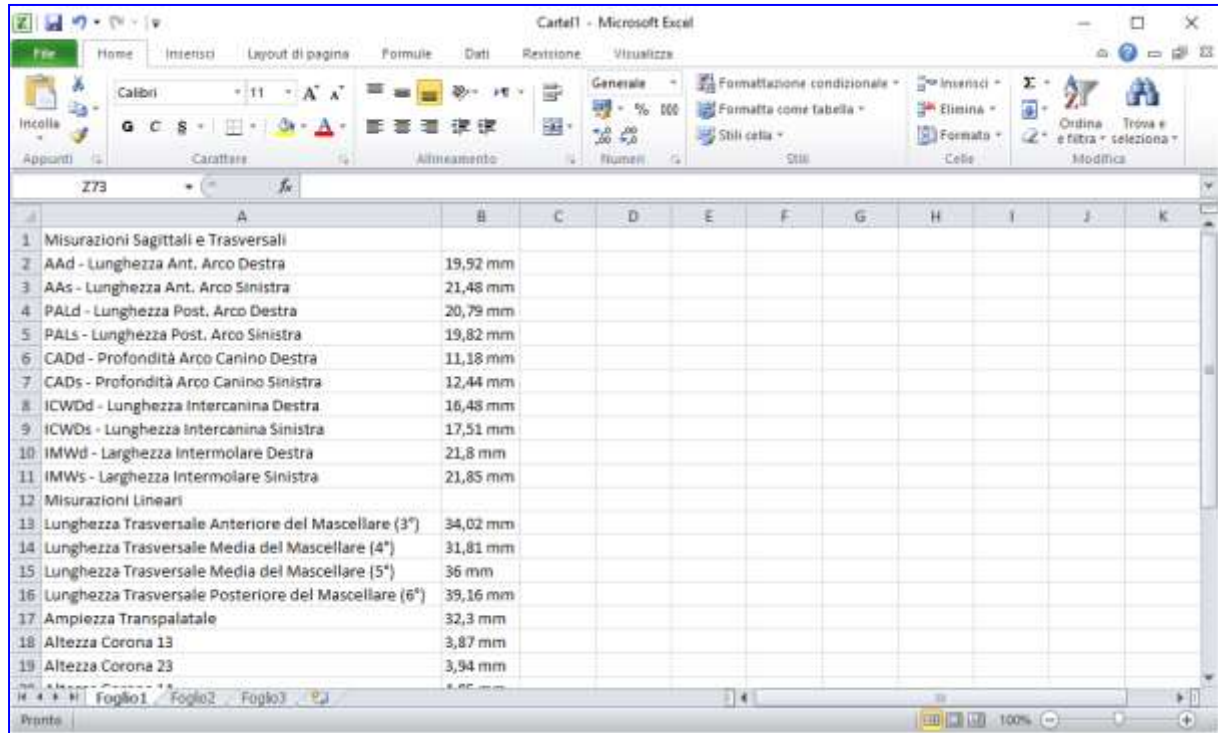 Cartel1 - Microsoft Excel
File Home Inserisci Layout di pagina Formule Dati Revisione Visualizza
Incolla
Calibri 11 A A
G C S A
Generale
% 000
Formattazione condizionale
Formatta come tabella
Stili cella
Inserisci
Elimina
Formato
Σ
Ordina e filtra
Trova e seleziona
Appunti Carattere Allineamento Numeri Stili Celle Modifica
Z73 fx
A B C D E F G H I J K
1 Misurazioni Sagittali e Trasversali
2 AAd - Lunghezza Ant. Arco Destra 19,92 mm
3 AAs - Lunghezza Ant. Arco Sinistra 21,48 mm
4 PALd - Lunghezza Post. Arco Destra 20,79 mm
5 PALs - Lunghezza Post. Arco Sinistra 19,82 mm
6 CADd - Profondità Arco Canino Destra 11,18 mm
7 CADs - Profondità Arco Canino Sinistra 12,44 mm
8 ICWDd - Lunghezza Intercanina Destra 16,48 mm
9 ICWDs - Lunghezza Intercanina Sinistra 17,51 mm
10 IMWd - Larghezza Intermolare Destra 21,8 mm
11 IMWs - Larghezza Intermolare Sinistra 21,85 mm
12 Misurazioni Lineari
13 Lunghezza Trasversale Anteriore del Mascellare (3°) 34,02 mm
14 Lunghezza Trasversale Media del Mascellare (4°) 31,81 mm
15 Lunghezza Trasversale Media del Mascellare (5°) 36 mm
16 Lunghezza Trasversale Posteriore del Mascellare (6°) 39,16 mm
17 Ampiezza Transpalatale 32,3 mm
18 Altezza Corona 13 3,87 mm
19 Altezza Corona 23 3,94 mm
Foglio1 Foglio2 Foglio3
Pronto 100%